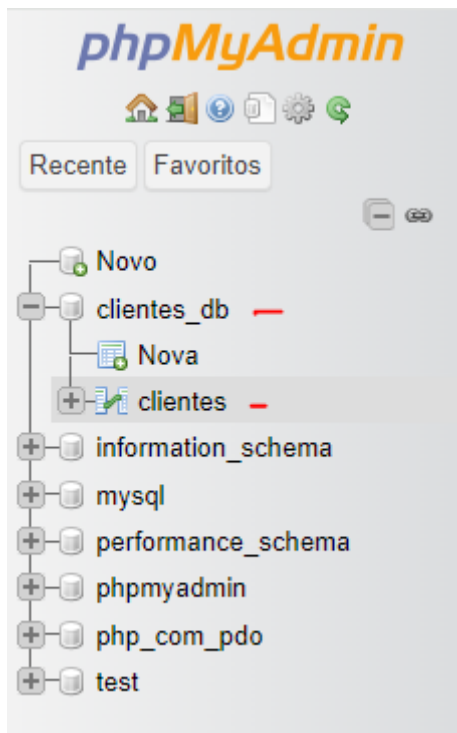 phpMyAdmin
Recente Favoritos
Novo
clientes_db
Nova
clientes
information_schema
mysql
performance_schema
phpmyadmin
php_com_pdo
test